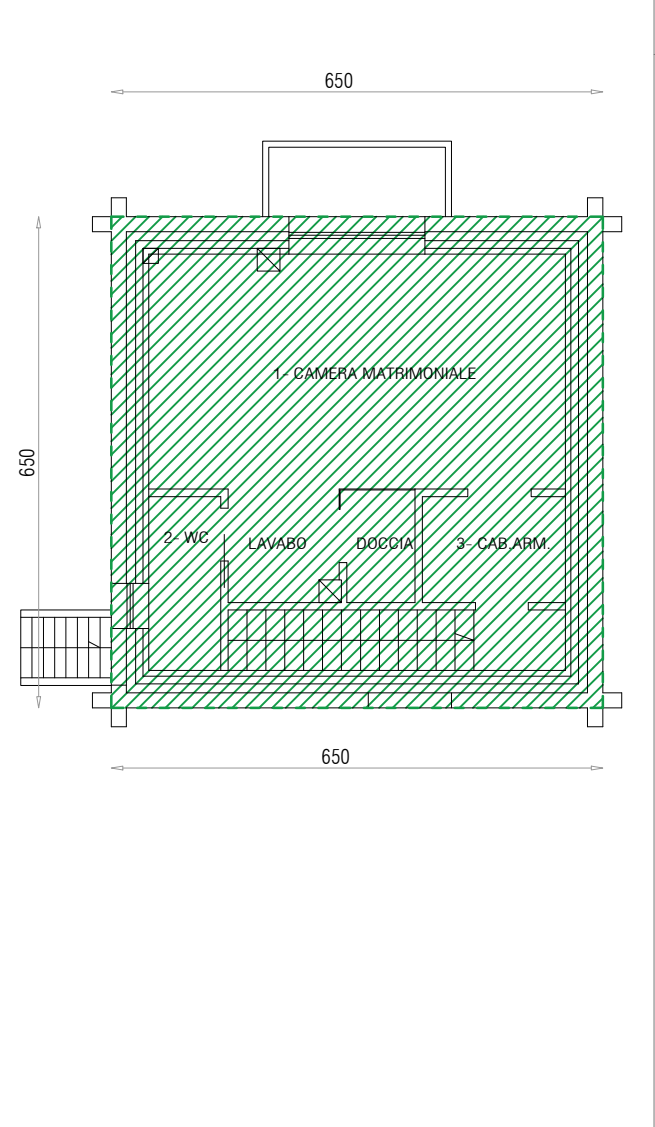 650
650
1- CAMERA MATRIMONIALE
2- WC
LAVABO
DOCCIA
3- CAB.ARM.
650